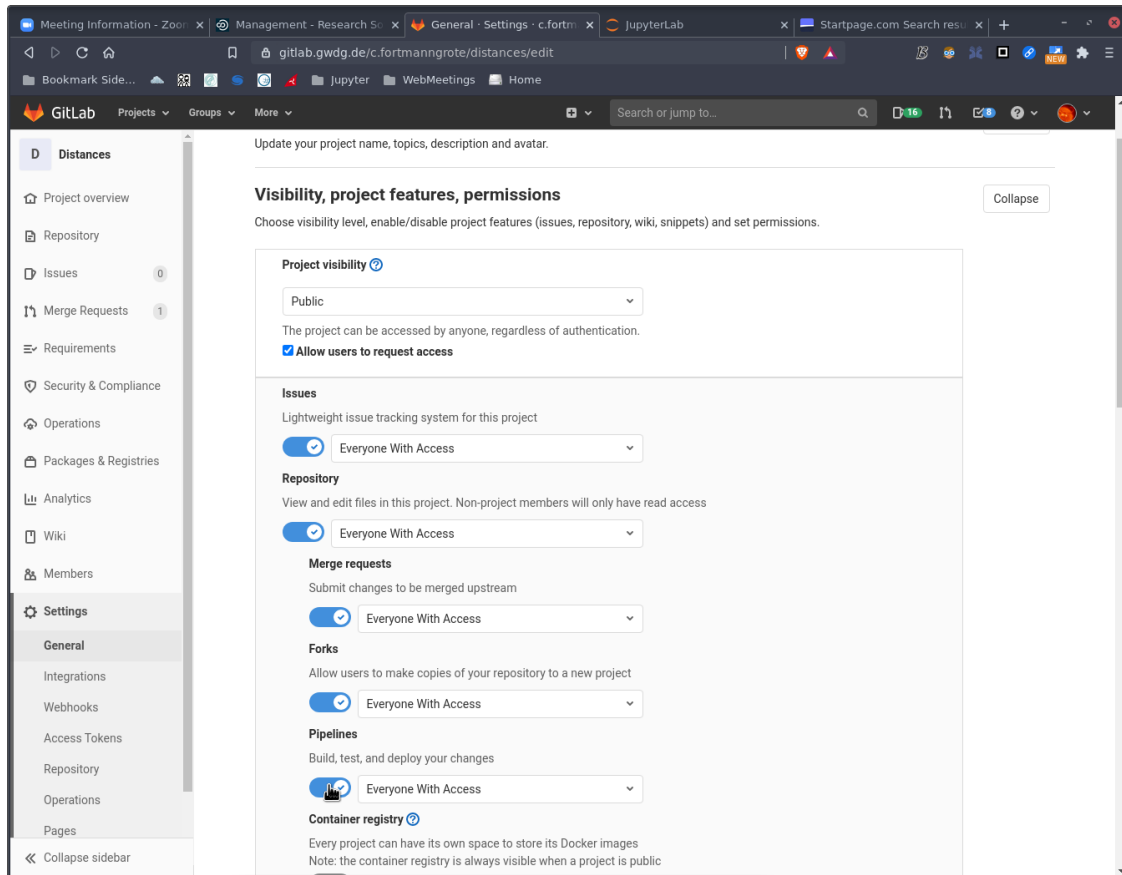 Meeting Information - Zoor
Management - Research So
General · Settings · c.fortm
JupyterLab
Startpage.com Search resu
gitlab.gwdg.de/c.fortmanngrote/distances/edit
NEW
Bookmark Side...
Jupyter
WebMeetings
Home
GitLab
Projects
Groups
More
Search or jump to...
16
8
Update your project name, topics, description and avatar.
D
Distances
Project overview
Repository
Issues
0
Merge Requests
1
Requirements
Security & Compliance
Operations
Packages & Registries
Analytics
Wiki
Members
Settings
General
Integrations
Webhooks
Access Tokens
Repository
Operations
Pages
Collapse sidebar
Visibility, project features, permissions
Collapse
Choose visibility level, enable/disable project features (issues, repository, wiki, snippets) and set permissions.
Project visibility
Public
The project can be accessed by anyone, regardless of authentication.
Allow users to request access
Issues
Lightweight issue tracking system for this project
Everyone With Access
Repository
View and edit files in this project. Non-project members will only have read access
Everyone With Access
Merge requests
Submit changes to be merged upstream
Everyone With Access
Forks
Allow users to make copies of your repository to a new project
Everyone With Access
Pipelines
Build, test, and deploy your changes
Everyone With Access
Container registry
Every project can have its own space to store its Docker images
Note: the container registry is always visible when a project is public